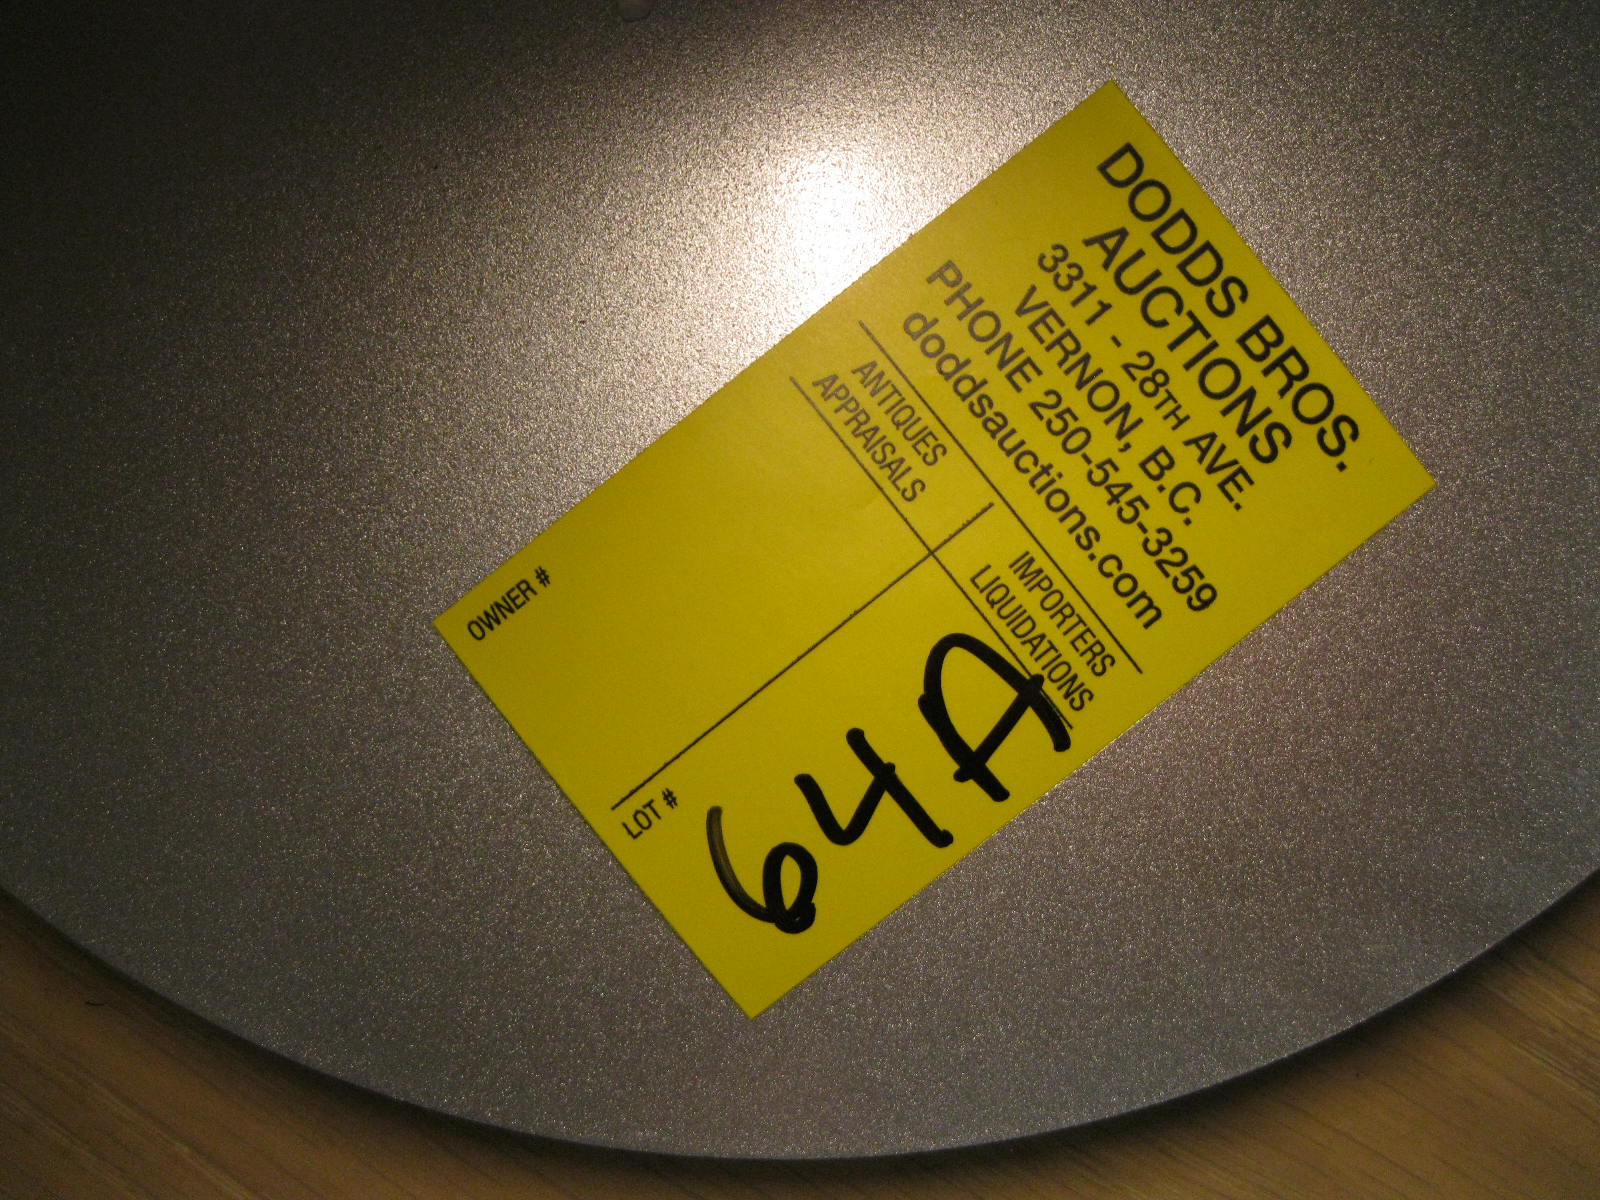 DODDS BROS.
AUCTIONS
3311 - 28TH AVE.
VERNON, B.C.
PHONE 250-545-3259
doddsauctions.com
ANTIQUES
APPRAISALS
IMPORTERS
LIQUIDATIONS
OWNER #
LOT #
64A